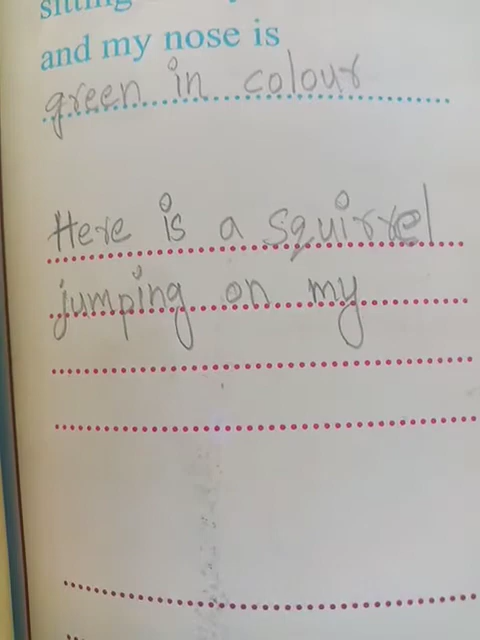 and my nose is
green in colour
Here is a squirrel
jumping on my